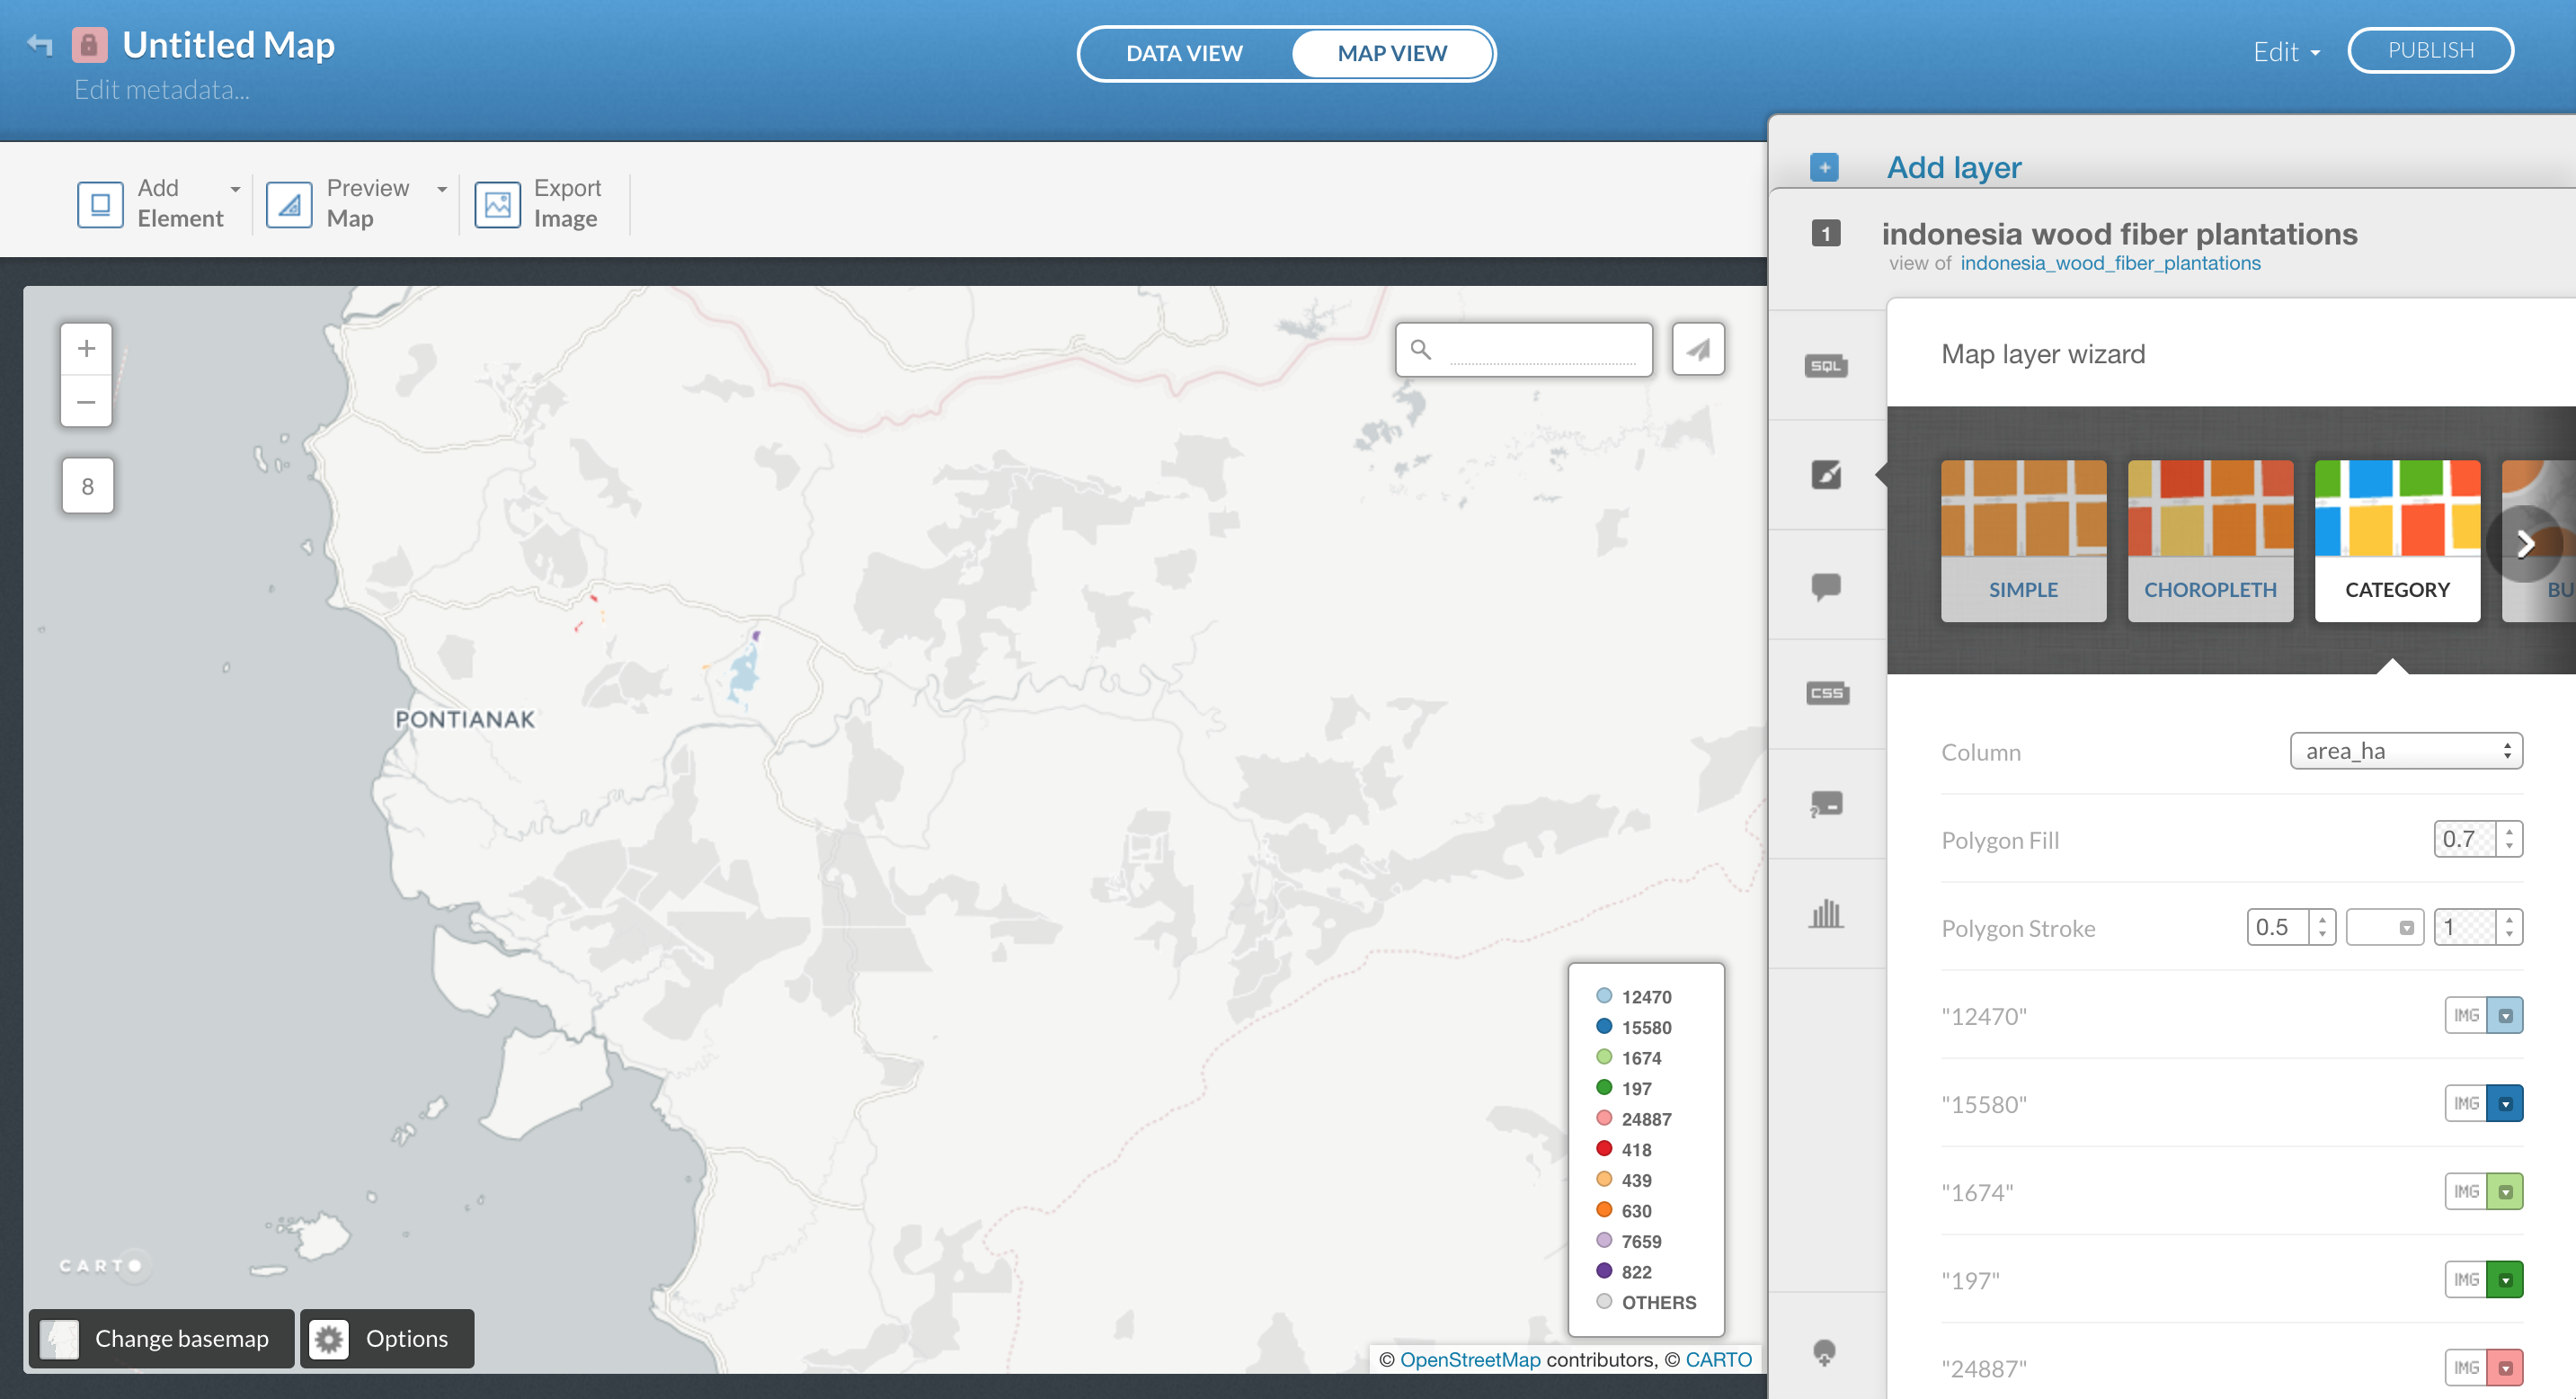 Untitled Map
Edit metadata...
DATA VIEW
MAP VIEW
Edit
PUBLISH
Add
Element
Preview
Map
Export
Image
Add layer
1
indonesia wood fiber plantations
view of indonesia_wood_fiber_plantations
+
−
8
SQL
CSS
Map layer wizard
SIMPLE
CHOROPLETH
CATEGORY
BU
PONTIANAK
Column
area_ha
Polygon Fill
0.7
Polygon Stroke
0.5
1
"12470"
IMG
"15580"
IMG
"1674"
IMG
"197"
IMG
"24887"
IMG
12470
15580
1674
197
24887
418
439
630
7659
822
OTHERS
CARTO
Change basemap
Options
© OpenStreetMap contributors, © CARTO